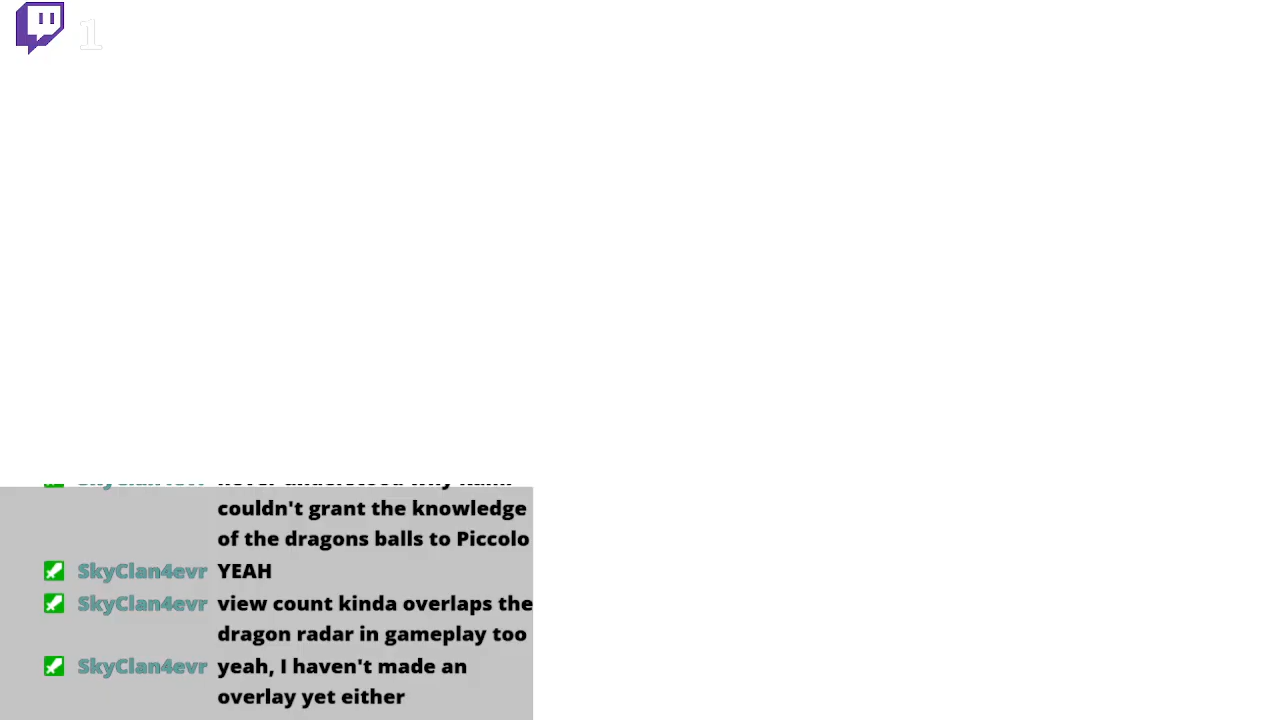 1
couldn't grant the knowledge
of the dragons balls to Piccolo
SkyClan4evr YEAH
SkyClan4evr view count kinda overlaps the
dragon radar in gameplay too
SkyClan4evr yeah, I haven't made an
overlay yet either